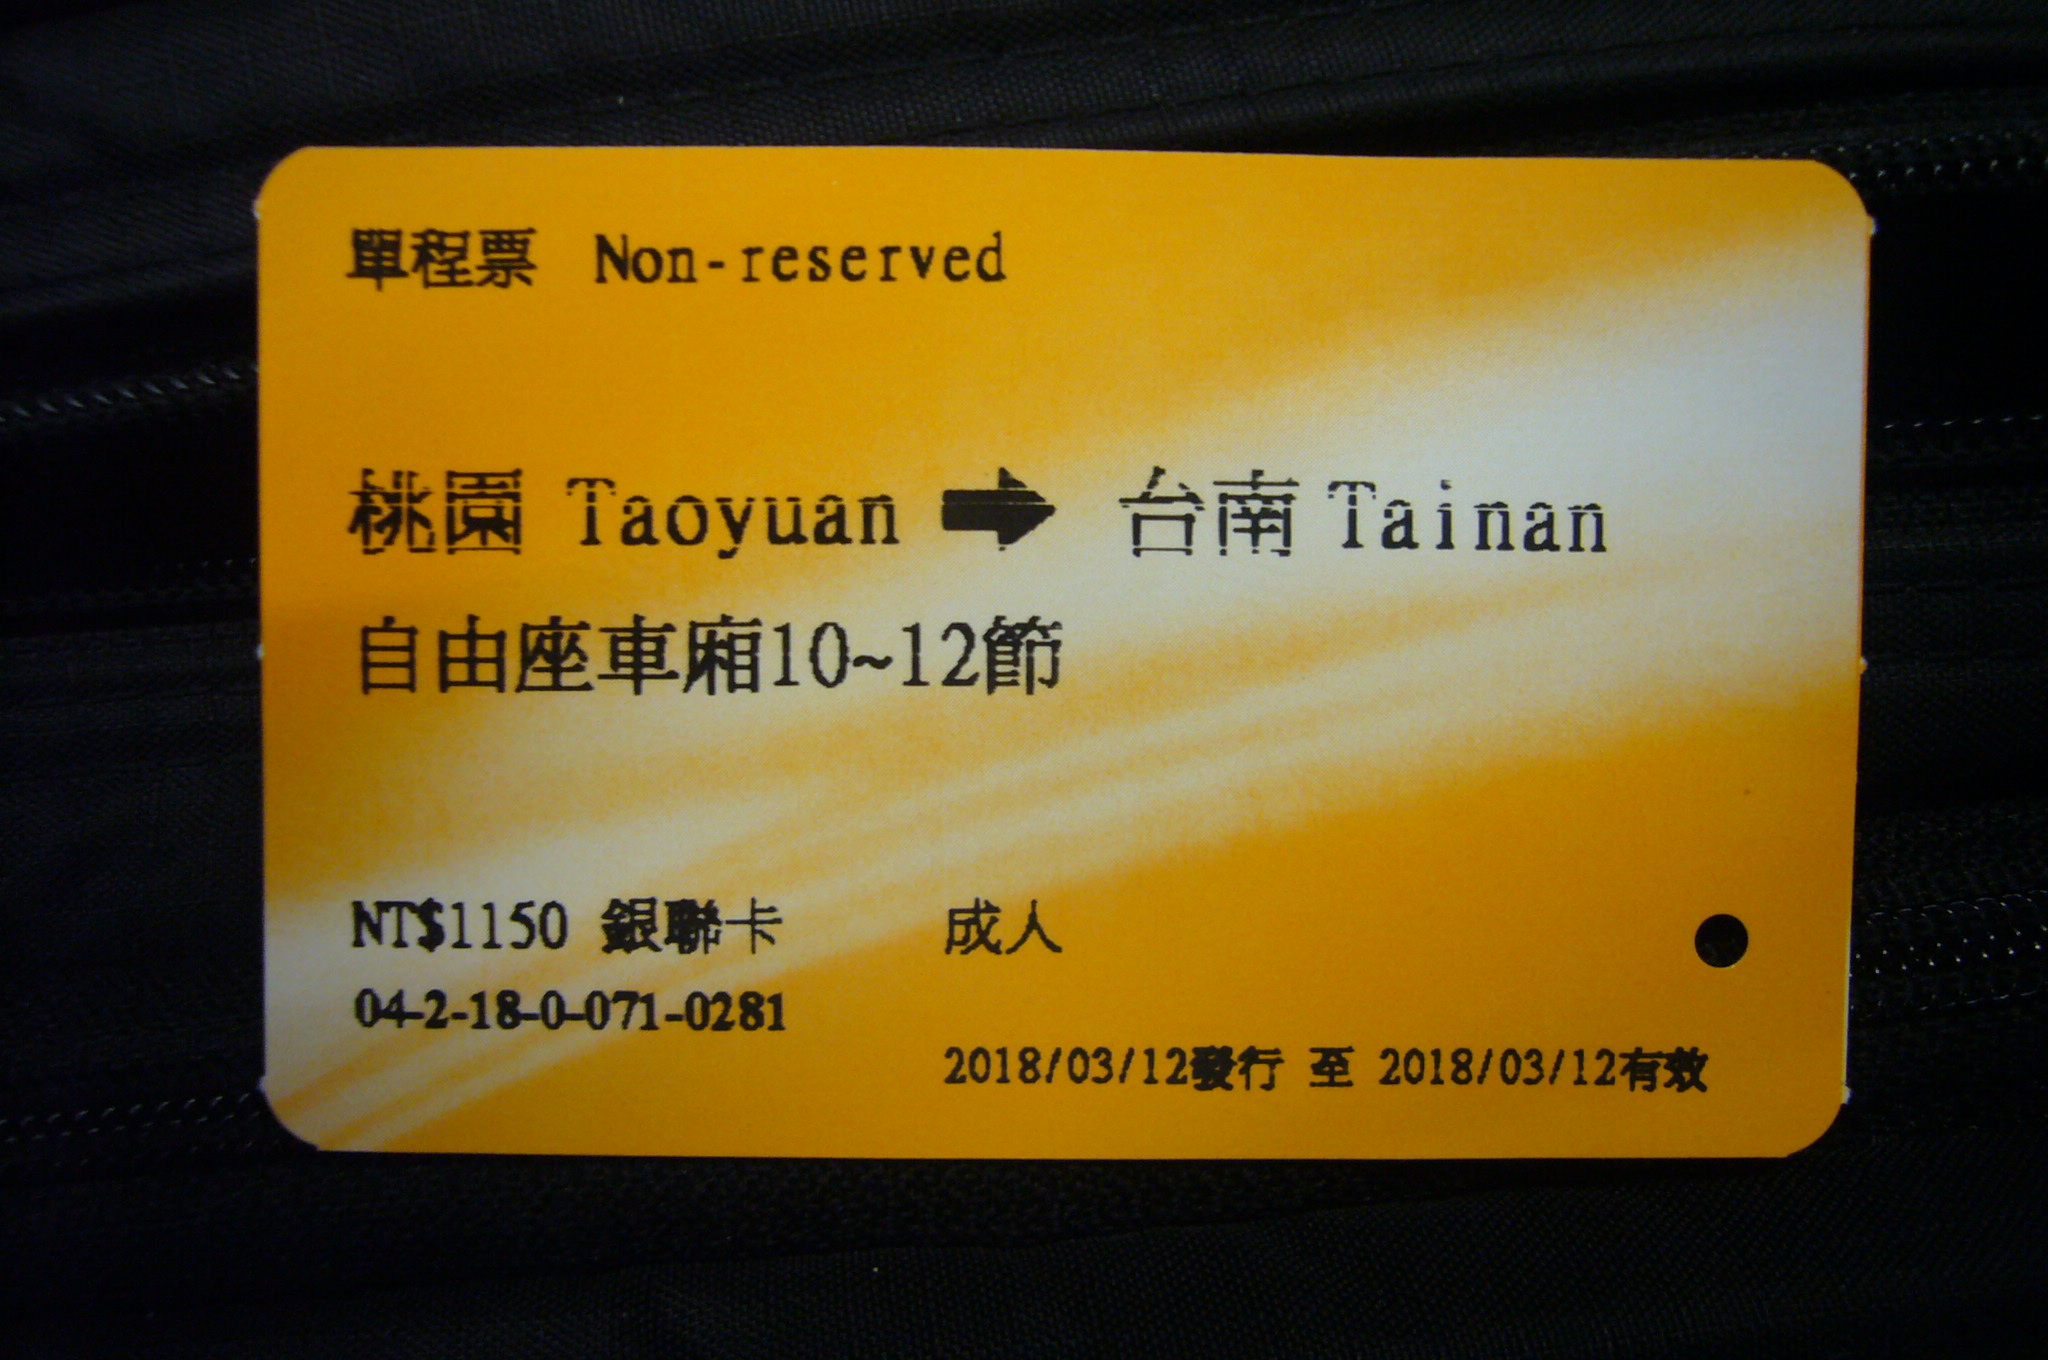 單程票 Non-reserved
桃園 Taoyuan ➡ 台南 Tainan
自由座車廂10~12節
NT$1150 銀聯卡 成人
04-2-18-0-071-0281
2018/03/12發行 至 2018/03/12有效